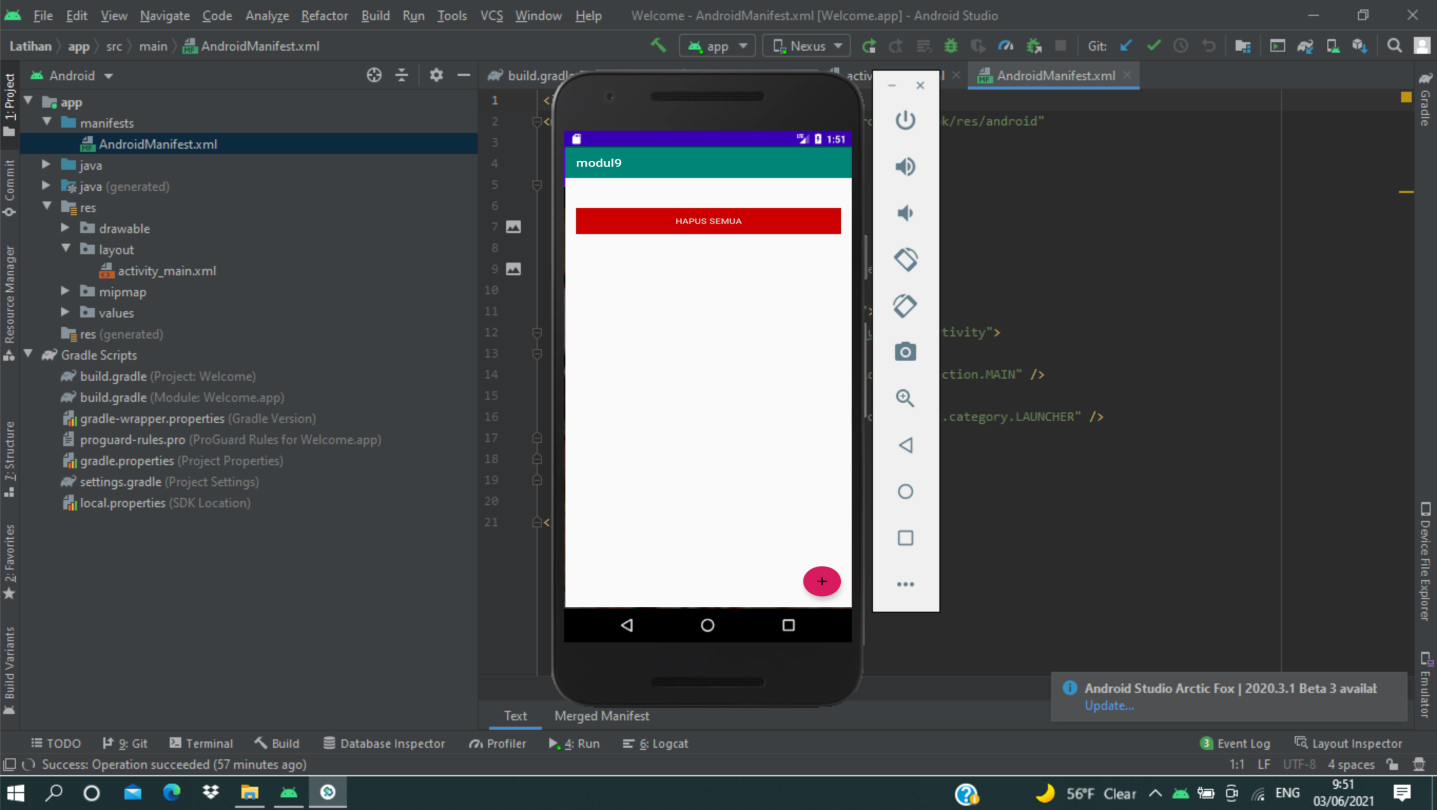 File Edit View Navigate Code Analyze Refactor Build Run Tools VCS Window Help Welcome - AndroidManifest.xml [Welcome.app] - Android Studio
Latihan app src main AndroidManifest.xml app Nexus Git:
Android build.gradle AndroidManifest.xml
1: Project
Commit
Resource Manager
7: Structure
2: Favorites
Build Variants
app
manifests
AndroidManifest.xml
java
java (generated)
res
drawable
layout
activity_main.xml
mipmap
values
res (generated)
Gradle Scripts
build.gradle (Project: Welcome)
build.gradle (Module: Welcome.app)
gradle-wrapper.properties (Gradle Version)
proguard-rules.pro (ProGuard Rules for Welcome.app)
gradle.properties (Project Properties)
settings.gradle (Project Settings)
local.properties (SDK Location)
1
2
3
4
5
6
7
8
9
10
11
12
13
14
15
16
17
18
19
20
21
k/res/android"
tivity">
ction.MAIN" />
.category.LAUNCHER" />
1:51
modul9
HAPUS SEMUA
+
Gradle
Device File Explorer
Emulator
Android Studio Arctic Fox | 2020.3.1 Beta 3 availab
Update...
Text Merged Manifest
TODO 9: Git Terminal Build Database Inspector Profiler 4: Run 6: Logcat 3 Event Log Layout Inspector
Success: Operation succeeded (57 minutes ago) 1:1 LF UTF-8 4 spaces
56°F Clear ENG 9:51
03/06/2021